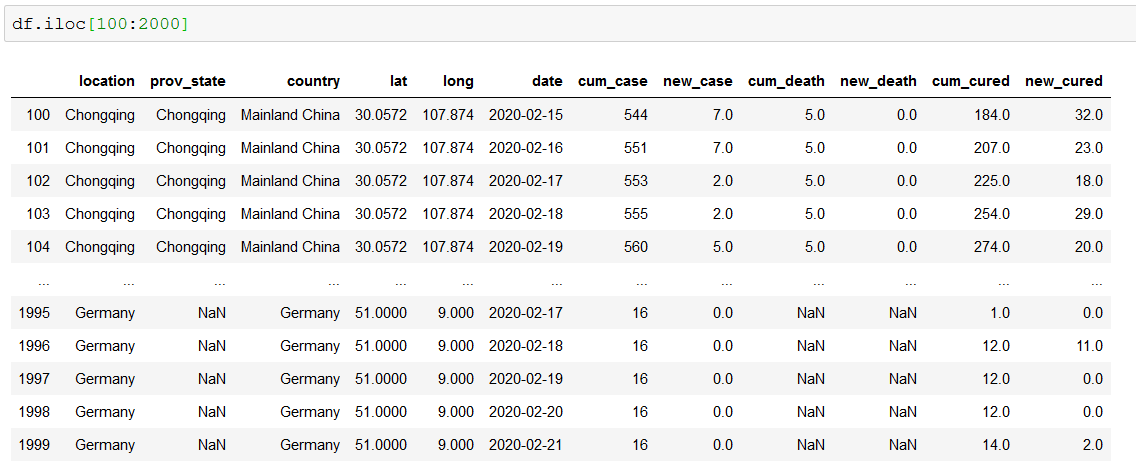 df.iloc[100:2000]
location prov_state country lat long date cum_case new_case cum_death new_death cum_cured new_cured
100 Chongqing Chongqing Mainland China 30.0572 107.874 2020-02-15 544 7.0 5.0 0.0 184.0 32.0
101 Chongqing Chongqing Mainland China 30.0572 107.874 2020-02-16 551 7.0 5.0 0.0 207.0 23.0
102 Chongqing Chongqing Mainland China 30.0572 107.874 2020-02-17 553 2.0 5.0 0.0 225.0 18.0
103 Chongqing Chongqing Mainland China 30.0572 107.874 2020-02-18 555 2.0 5.0 0.0 254.0 29.0
104 Chongqing Chongqing Mainland China 30.0572 107.874 2020-02-19 560 5.0 5.0 0.0 274.0 20.0
... ... ... ... ... ... ... ... ... ... ... ... ...
1995 Germany NaN Germany 51.0000 9.000 2020-02-17 16 0.0 NaN NaN 1.0 0.0
1996 Germany NaN Germany 51.0000 9.000 2020-02-18 16 0.0 NaN NaN 12.0 11.0
1997 Germany NaN Germany 51.0000 9.000 2020-02-19 16 0.0 NaN NaN 12.0 0.0
1998 Germany NaN Germany 51.0000 9.000 2020-02-20 16 0.0 NaN NaN 12.0 0.0
1999 Germany NaN Germany 51.0000 9.000 2020-02-21 16 0.0 NaN NaN 14.0 2.0